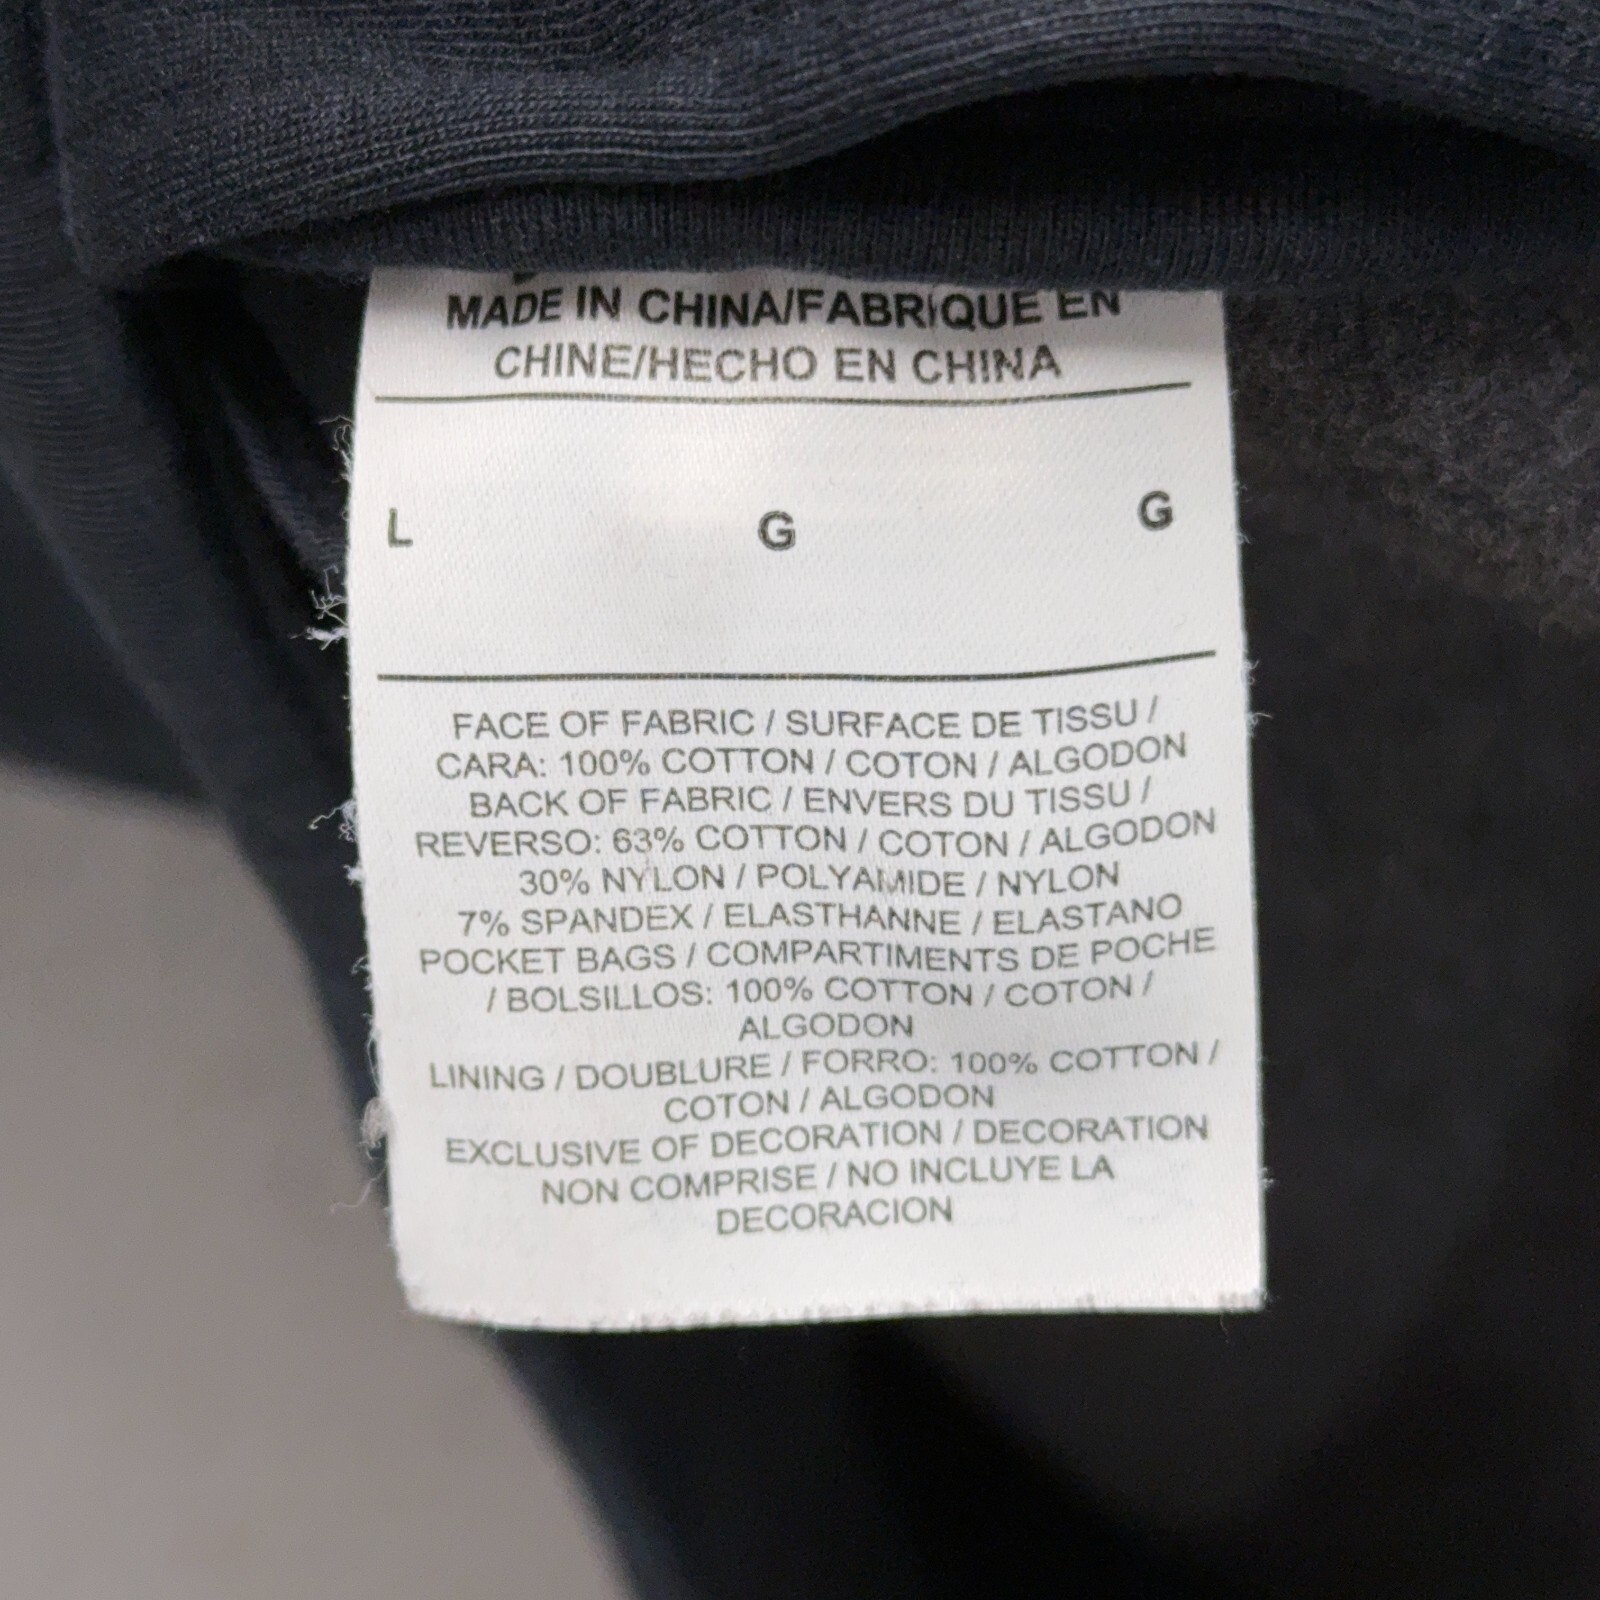 MADE IN CHINA/FABRIQUE EN
CHINE/HECHO EN CHINA
L G G
FACE OF FABRIC / SURFACE DE TISSU /
CARA: 100% COTTON / COTON / ALGODON
BACK OF FABRIC / ENVERS DU TISSU /
REVERSO: 63% COTTON / COTON / ALGODON
30% NYLON / POLYAMIDE / NYLON
7% SPANDEX / ELASTHANNE / ELASTANO
POCKET BAGS / COMPARTIMENTS DE POCHE
/ BOLSILLOS: 100% COTTON / COTON /
ALGODON
LINING / DOUBLURE / FORRO: 100% COTTON /
COTON / ALGODON
EXCLUSIVE OF DECORATION / DECORATION
NON COMPRISE / NO INCLUYE LA
DECORACION